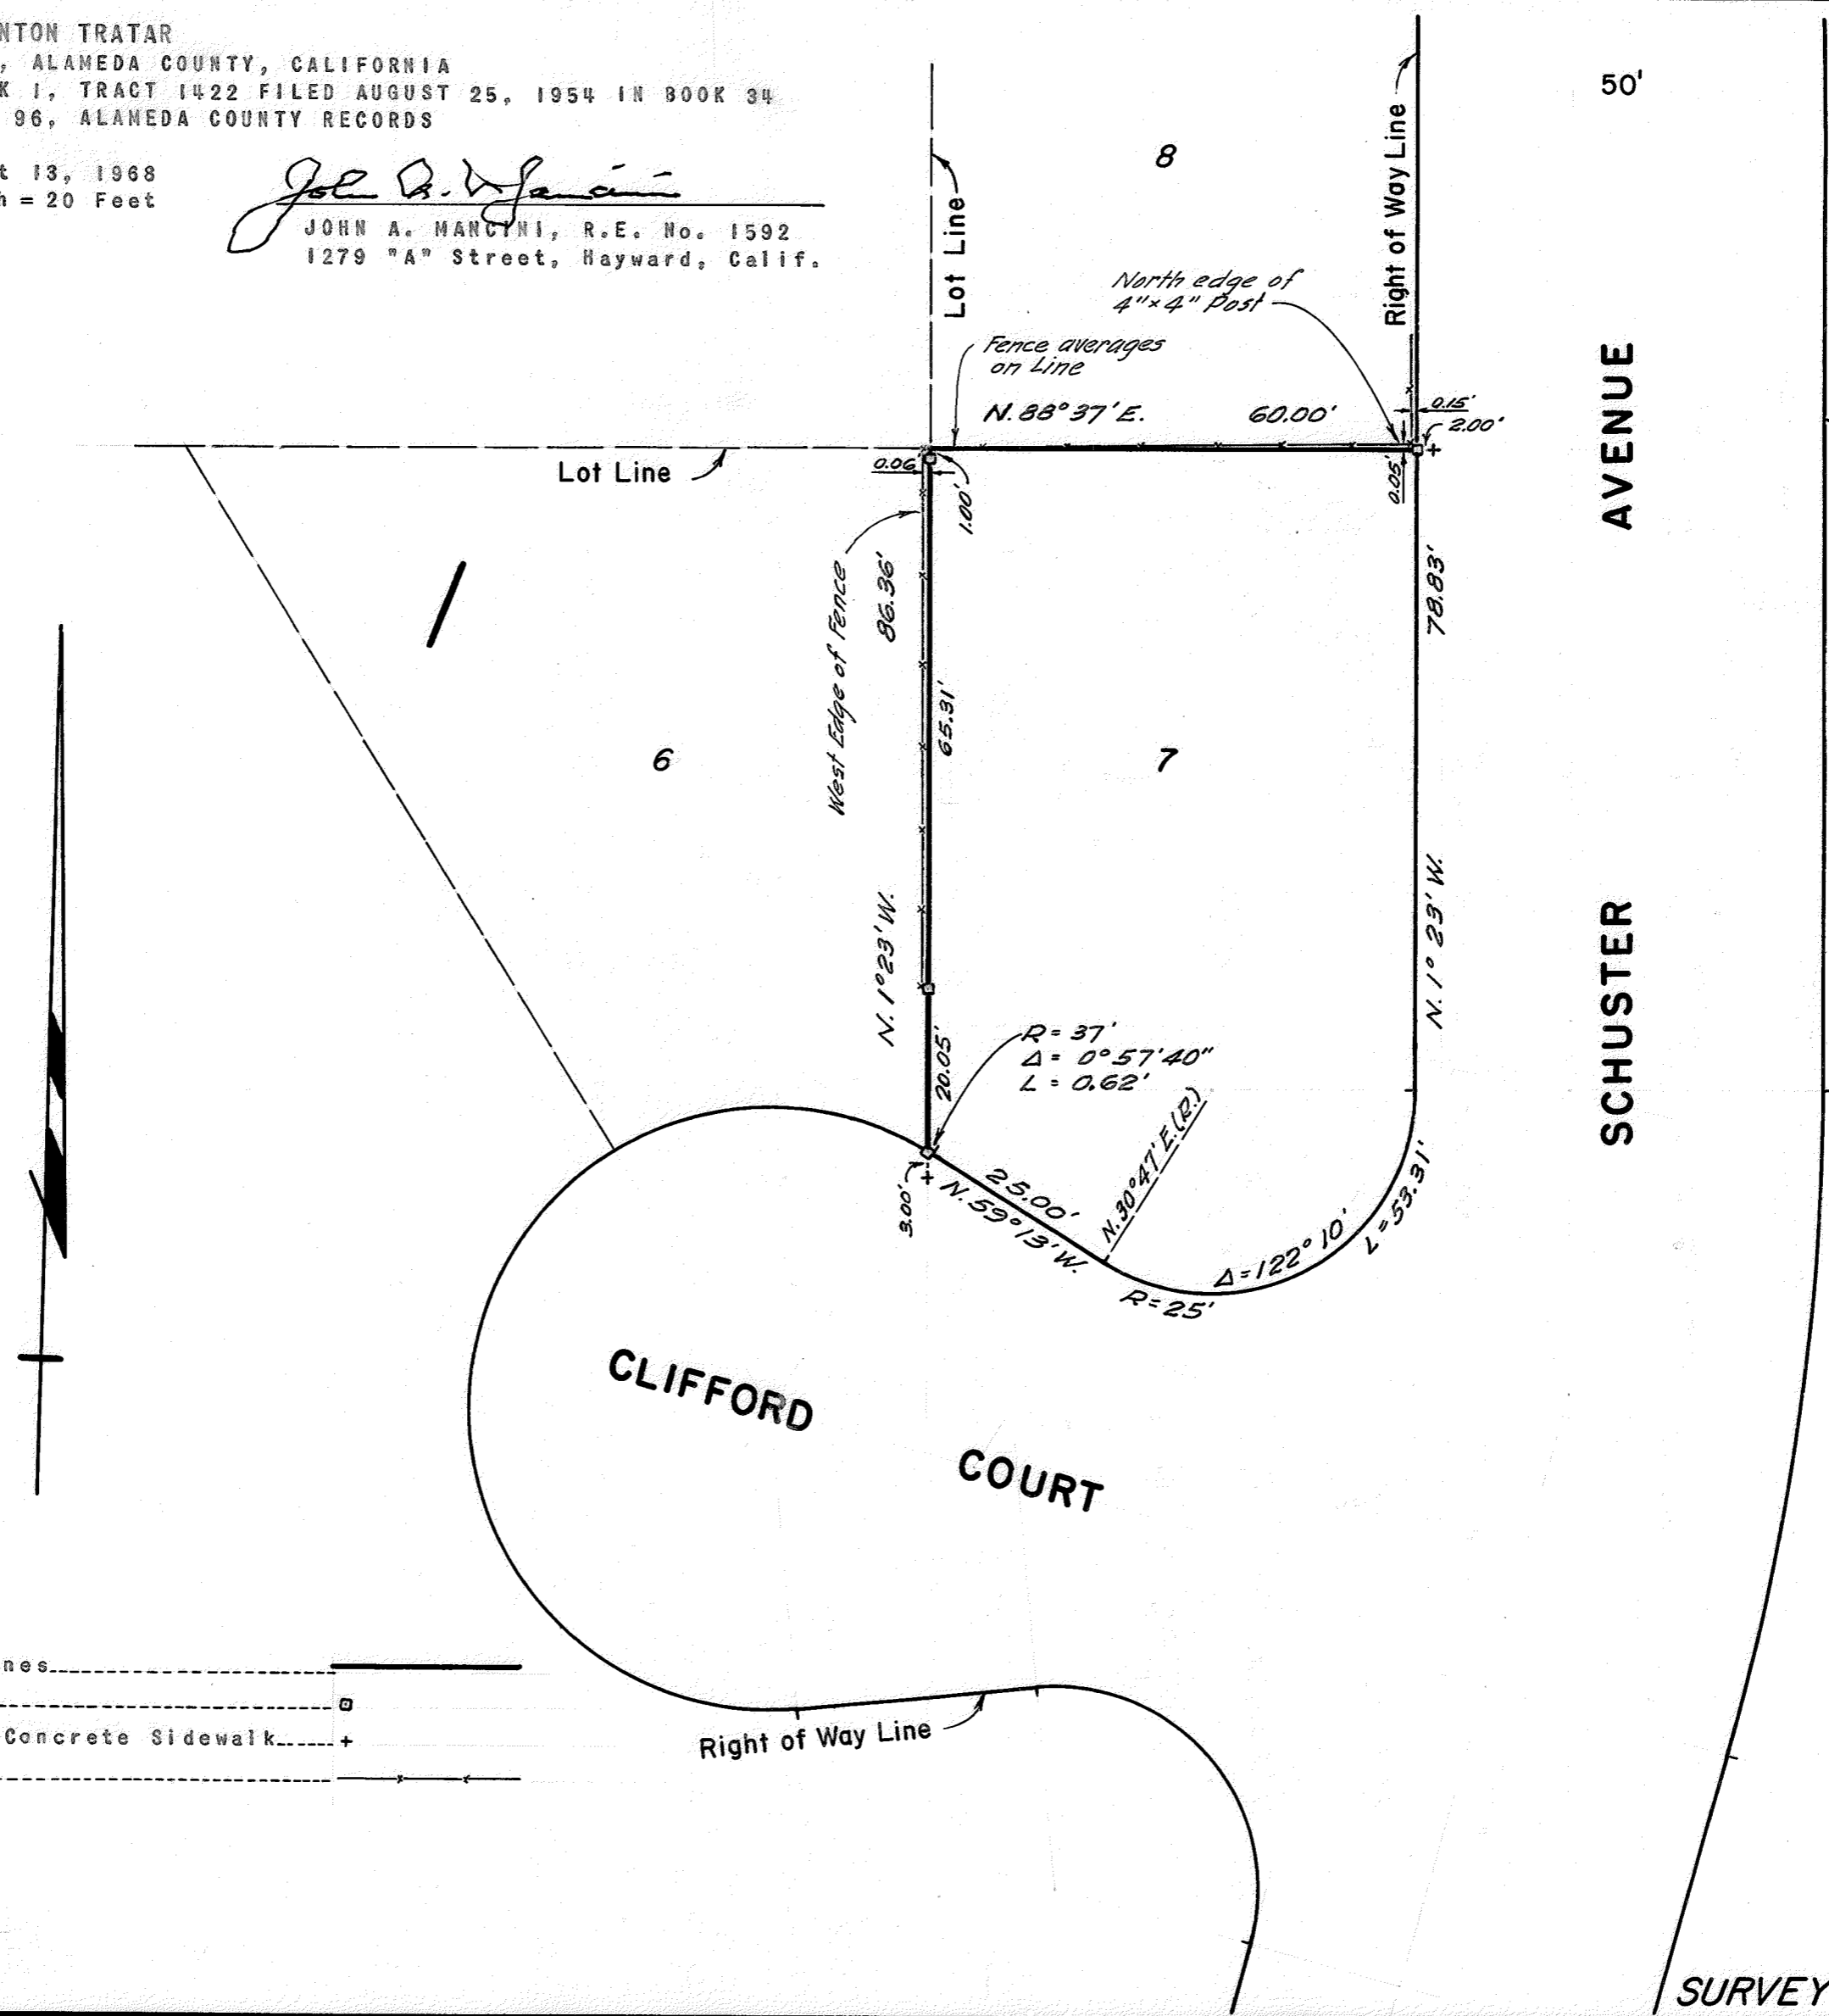 NTON TRATAR
, ALAMEDA COUNTY, CALIFORNIA
K 1, TRACT 1422 FILED AUGUST 25, 1954 IN BOOK 34
96, ALAMEDA COUNTY RECORDS
t 13, 1968
h = 20 Feet
John A. Mancini
JOHN A. MANCINI, R.E. No. 1592
1279 "A" Street, Hayward, Calif.
50'
8
Lot Line
Right of Way Line
North edge of
4"x4" Post
Fence averages
on Line
N. 88° 37' E.
60.00'
0.15'
2.00'
0.05'
Lot Line
0.06'
1.00'
West Edge of Fence
86.36'
65.31'
78.83'
AVENUE
SCHUSTER
1
6
7
N. 1° 23' W.
N. 1° 23' W.
20.05'
R = 37'
Δ = 0° 57' 40"
L = 0.62'
3.00'
25.00'
N. 59° 13' W.
N. 30° 47' E. (R.)
Δ = 122° 10'
L = 53.31'
R = 25'
CLIFFORD
COURT
Right of Way Line
nes
Concrete Sidewalk
+
SURVEY